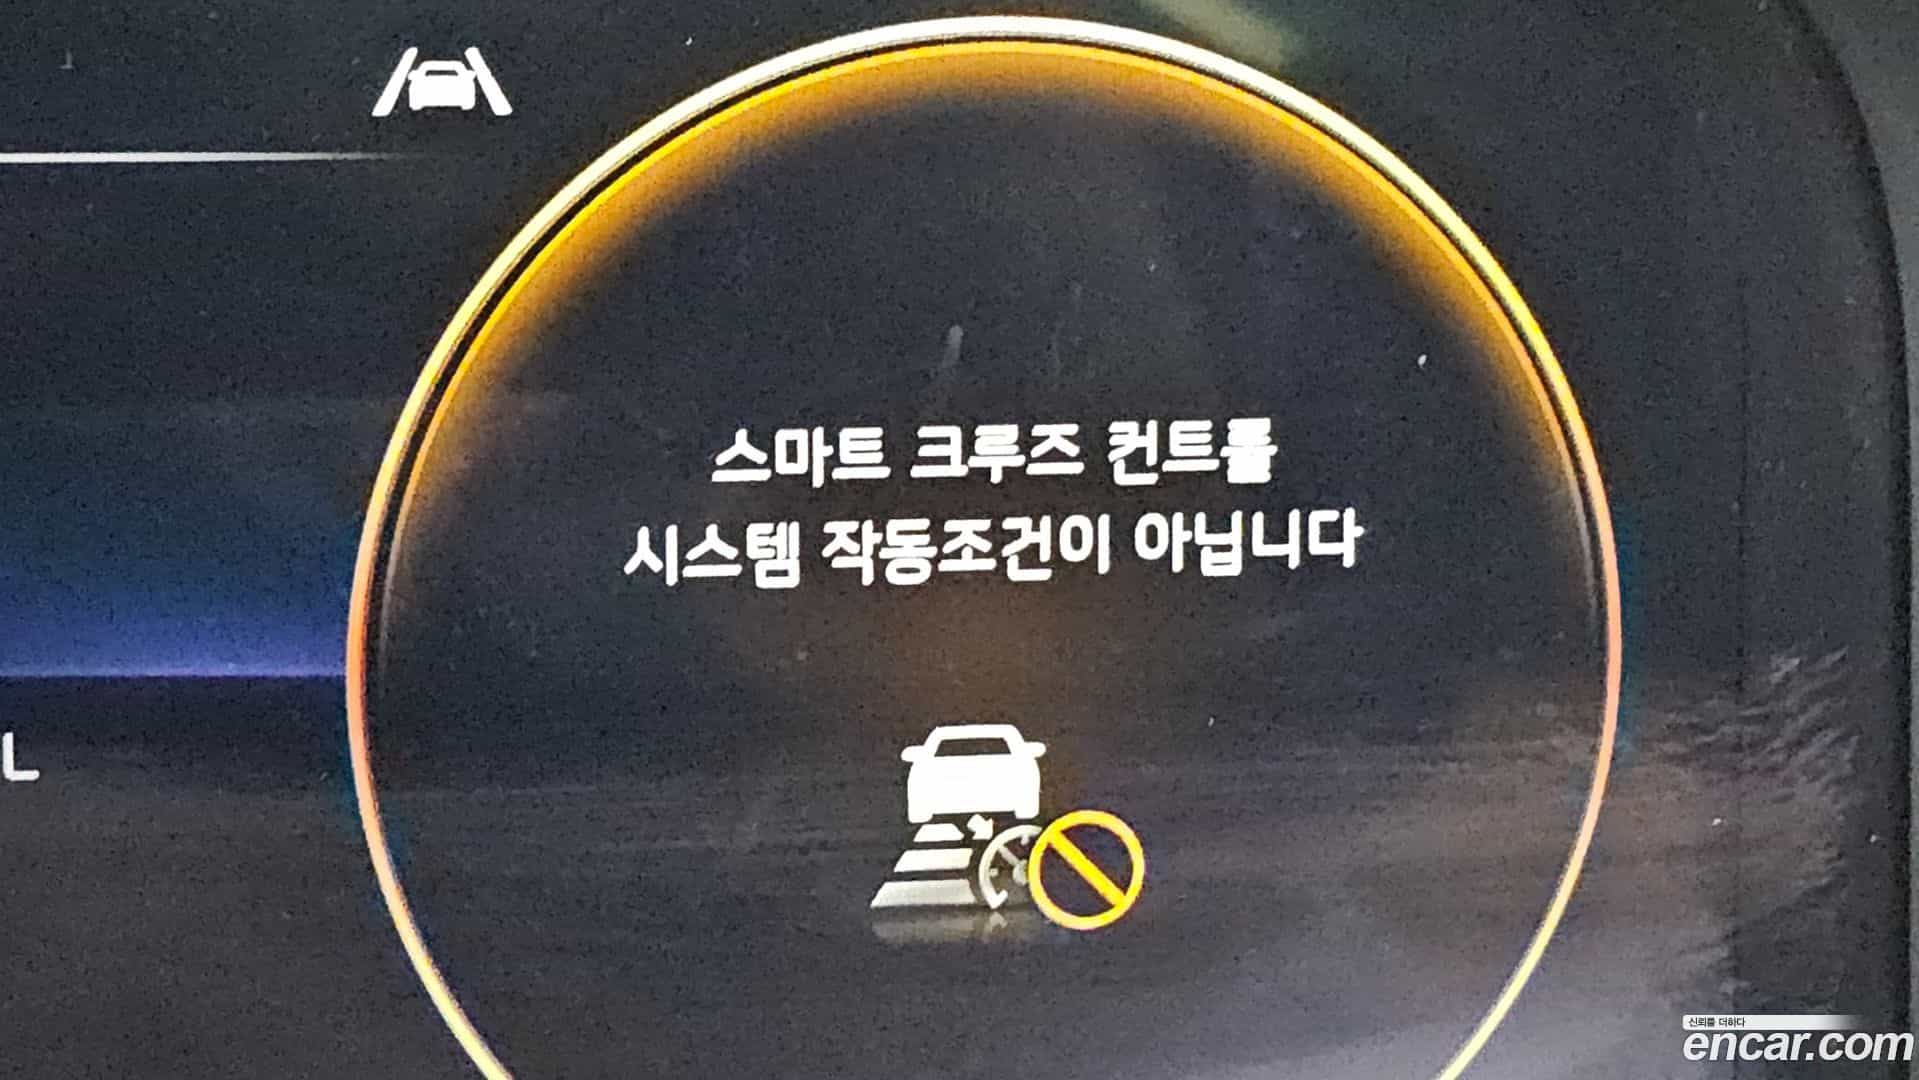 스마트 크루즈 컨트롤
시스템 작동조건이 아닙니다
L
신뢰를 더하다
encar.com